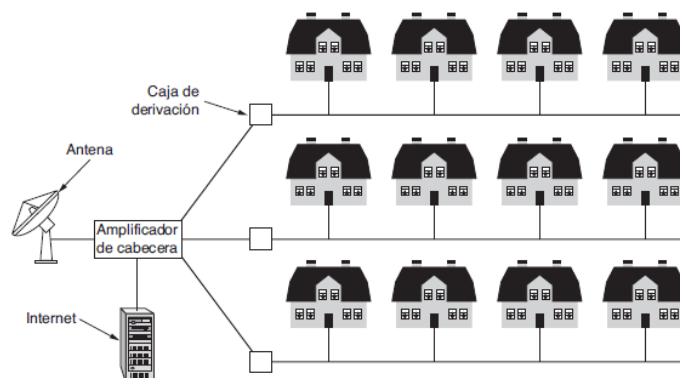 Caja de
derivación
Antena
Amplificador
de cabecera
Internet